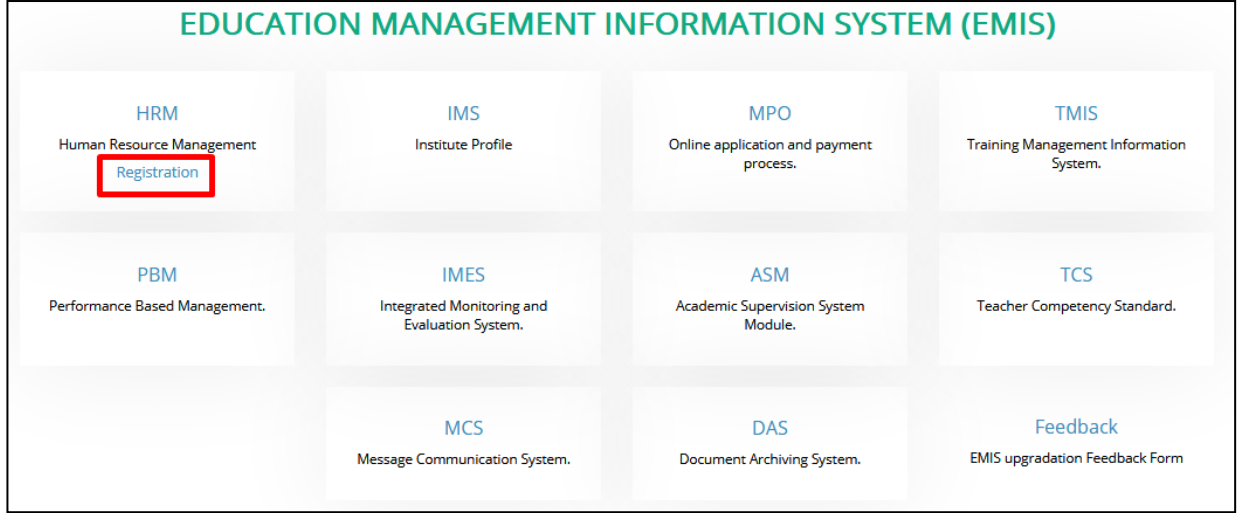 EDUCATION MANAGEMENT INFORMATION SYSTEM (EMIS)
HRM
Human Resource Management
Registration
IMS
Institute Profile
MPO
Online application and payment
process.
TMIS
Training Management Information
System.
PBM
Performance Based Management.
IMES
Integrated Monitoring and
Evaluation System.
ASM
Academic Supervision System
Module.
TCS
Teacher Competency Standard.
MCS
Message Communication System.
DAS
Document Archiving System.
Feedback
EMIS upgradation Feedback Form